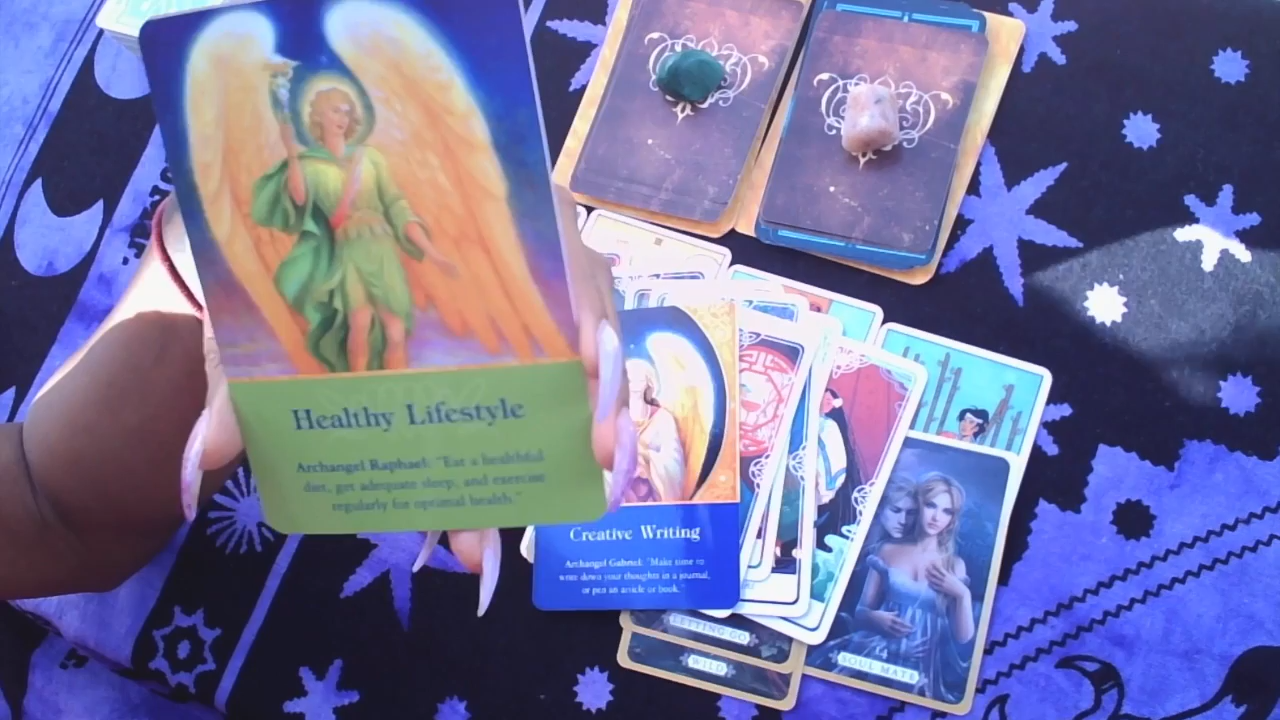 Healthy Lifestyle
Archangel Raphael: "Eat a healthful
diet, get adequate sleep, and exercise
regularly for optimal health."
Creative Writing
Archangel Gabriel: "Make time to
write down your thoughts in a journal,
or pen an article or book."
LETTING GO
WILD
14
SOUL MATE